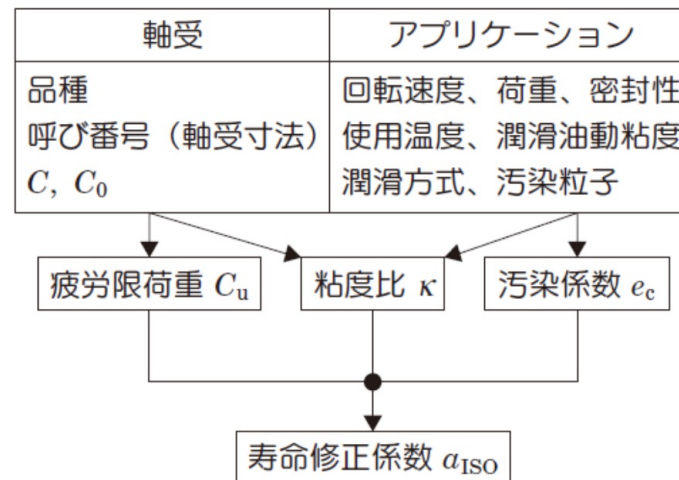 軸受
アプリケーション
品種
呼び番号（軸受寸法）
C, C₀
回転速度、荷重、密封性
使用温度、潤滑油動粘度
潤滑方式、汚染粒子
疲労限荷重 Cᵤ
粘度比 κ
汚染係数 e_c
寿命修正係数 a_ISO